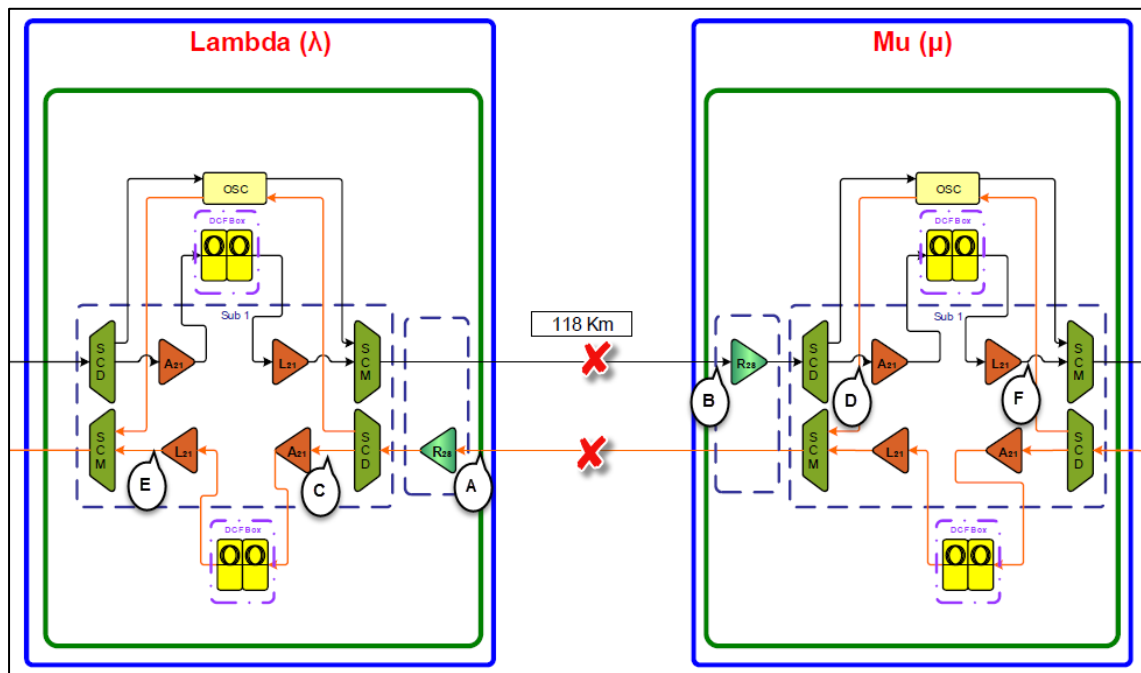 Lambda (λ)
Mu (μ)
OSC
DCFBox
Sub 1
SCD
A21
L21
SCM
SCM
L21
A21
SCD
R28
E
C
A
DCFBox
118 Km
OSC
DCFBox
Sub 1
R28
SCD
A21
L21
SCM
B
D
F
SCM
L21
A21
SCD
DCFBox